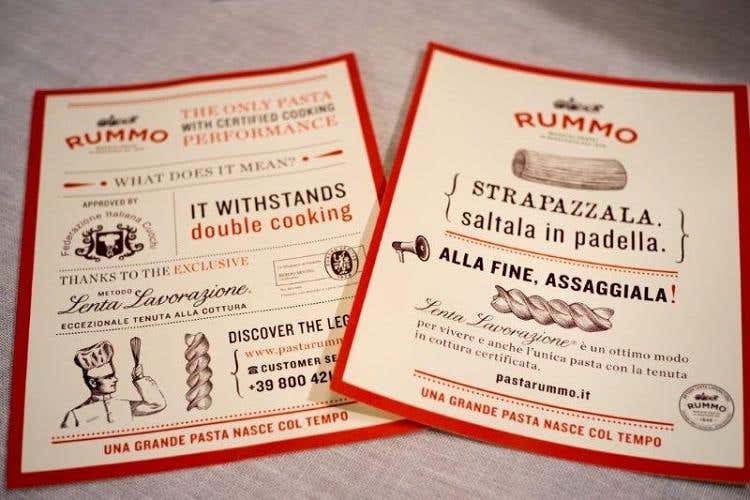 RUMMO
THE ONLY PASTA
WITH CERTIFIED COOKING
PERFORMANCE
WHAT DOES IT MEAN?
APPROVED BY
Federazione Italiana Cuochi
IT WITHSTANDS
double cooking
THANKS TO THE EXCLUSIVE
METODO
Lenta Lavorazione.
ECCEZIONALE TENUTA ALLA COTTURA
DISCOVER THE LEG
www.pastarumm
CUSTOMER SE
+39 800 42
UNA GRANDE PASTA NASCE COL TEMPO
RUMMO
STRAPAZZALA.
saltala in padella.
ALLA FINE, ASSAGGIALA!
Lenta Lavorazione® è un ottimo modo
per vivere e anche l'unica pasta con la tenuta
in cottura certificata.
pastarummo.it
RUMMO
UNA GRANDE PASTA NASCE COL TEMPO